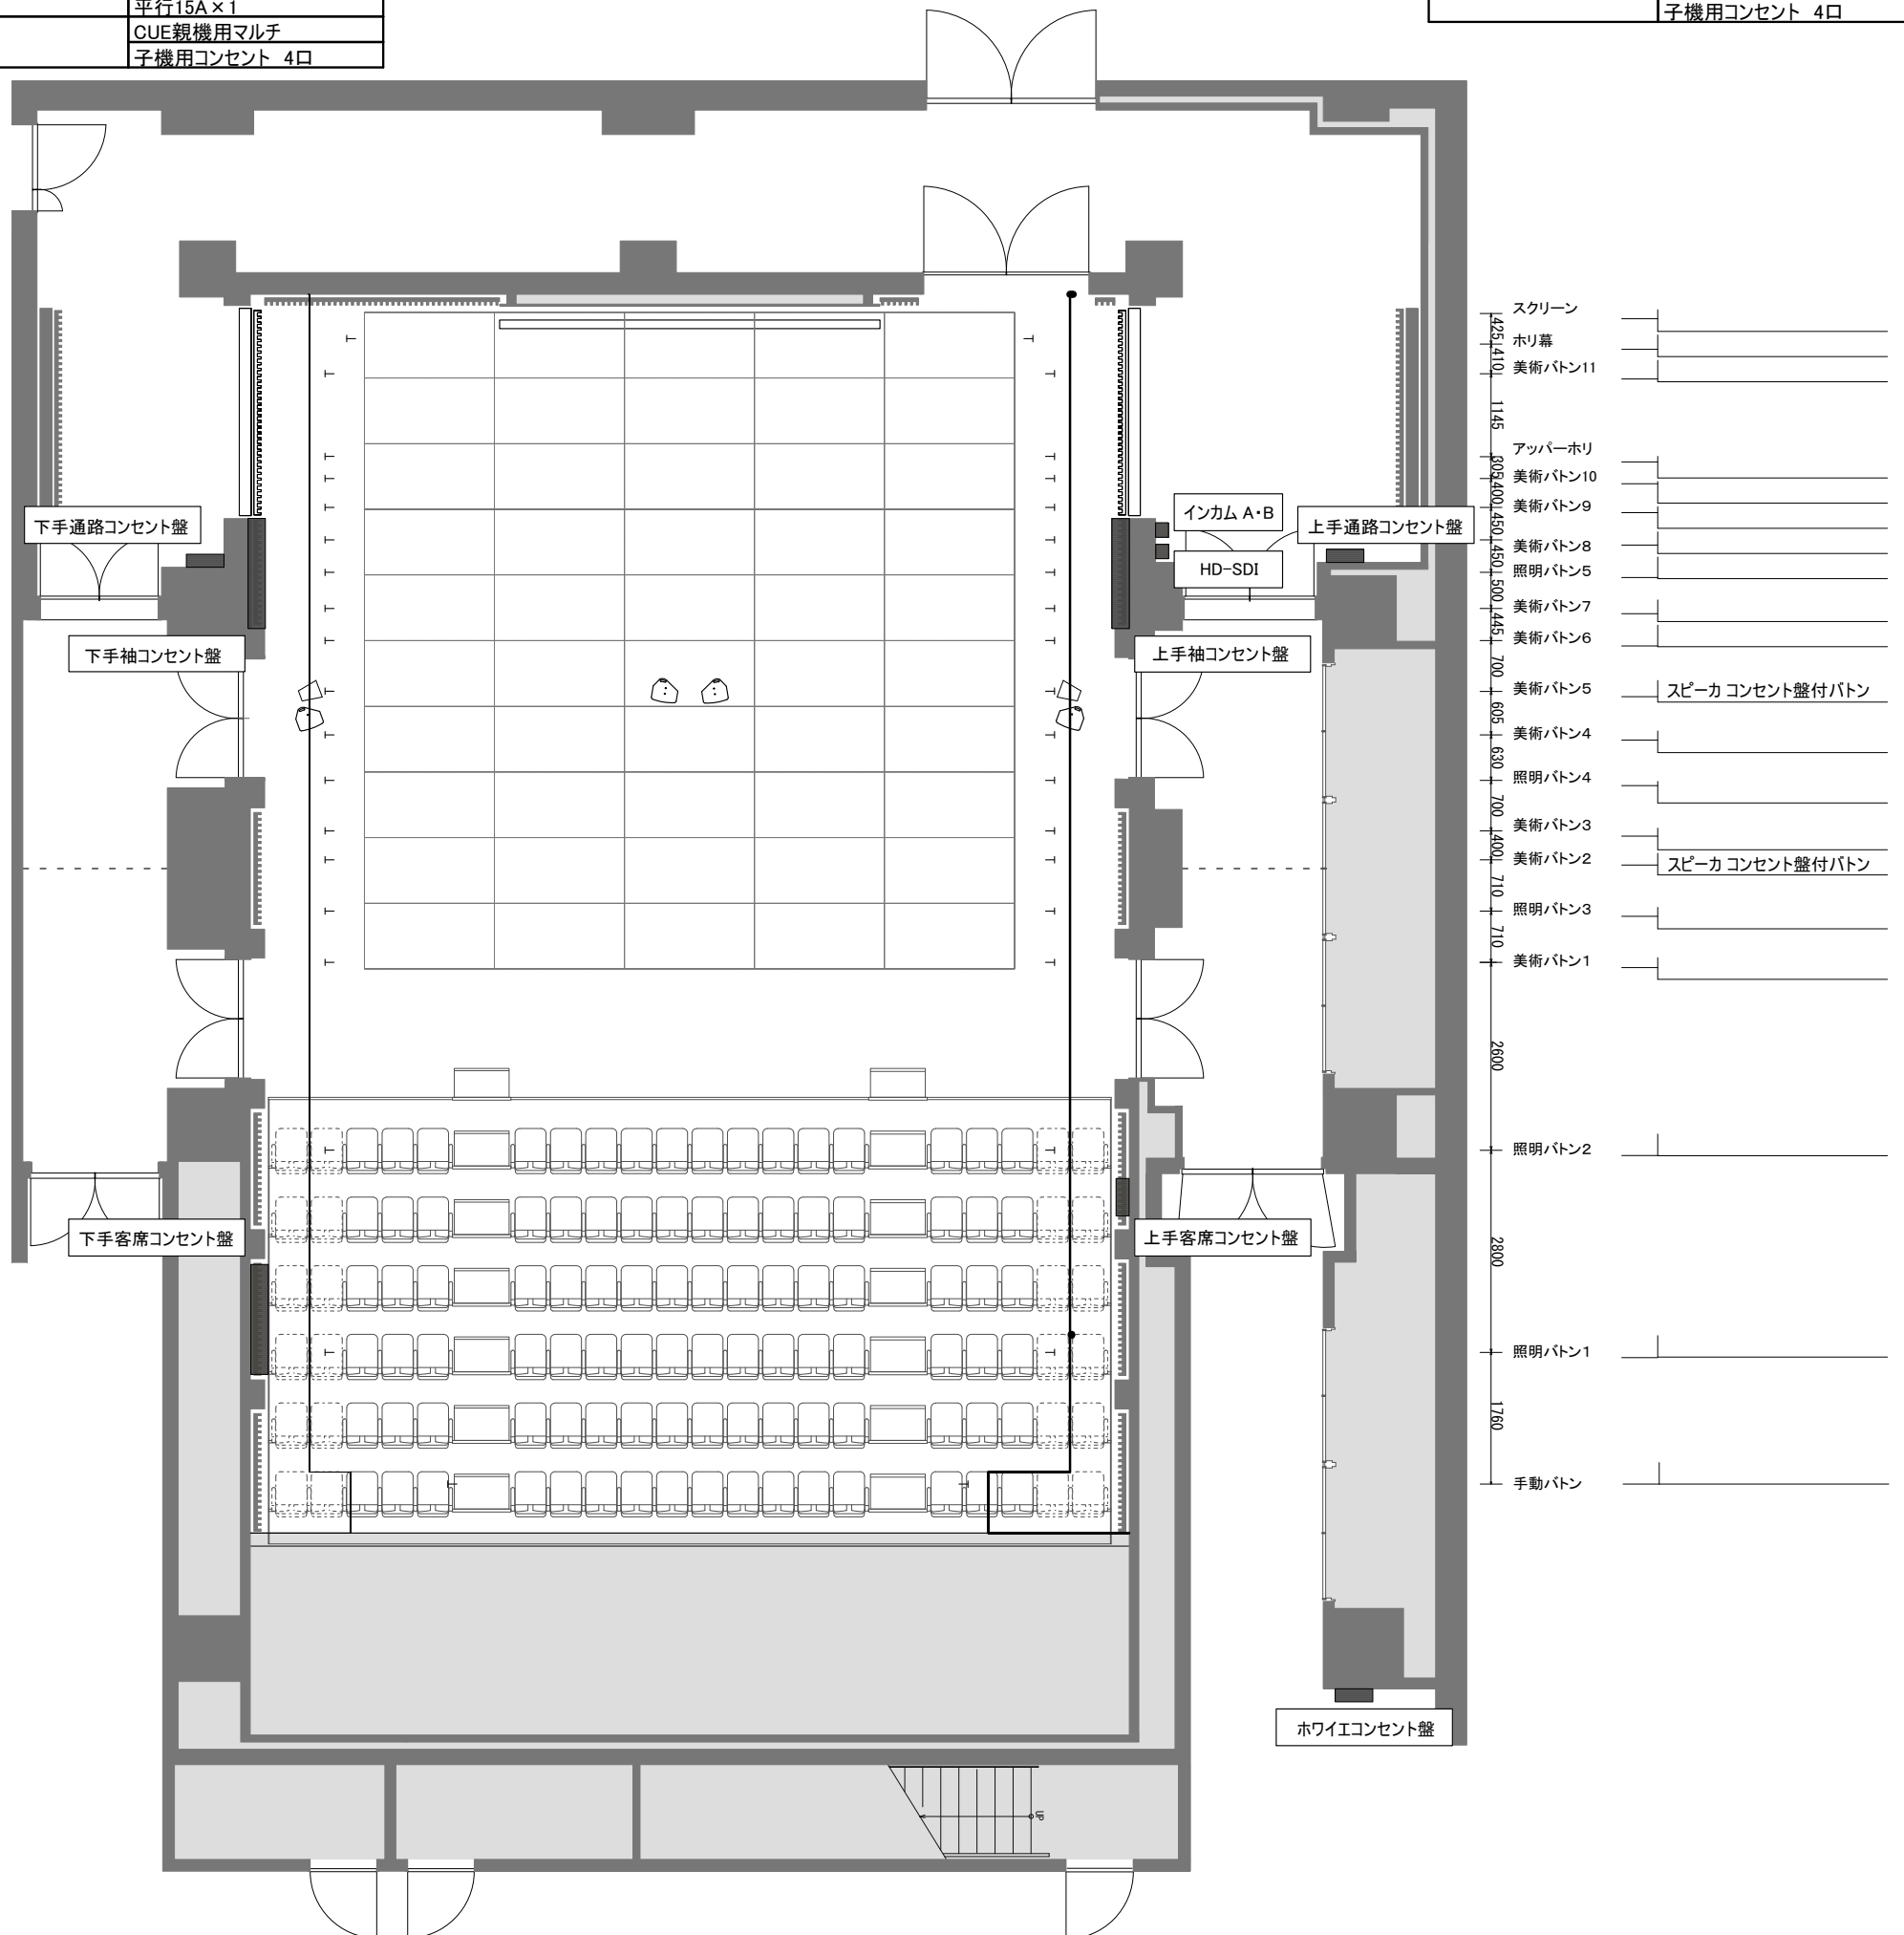 平行15A×1
CUE親機用マルチ
子機用コンセント 4口
子機用コンセント 4口
スクリーン
425
ホリ幕
410
美術バトン11
1145
アッパーホリ
305
美術バトン10
400
美術バトン9
450
美術バトン8
450
照明バトン5
500
美術バトン7
445
美術バトン6
700
美術バトン5
スピーカ コンセント盤付バトン
605
美術バトン4
630
照明バトン4
700
美術バトン3
400
美術バトン2
スピーカ コンセント盤付バトン
710
照明バトン3
710
美術バトン1
2600
照明バトン2
2800
照明バトン1
1760
手動バトン
下手通路コンセント盤
インカム A・B
上手通路コンセント盤
HD-SDI
下手袖コンセント盤
上手袖コンセント盤
下手客席コンセント盤
上手客席コンセント盤
ホワイエコンセント盤
UP